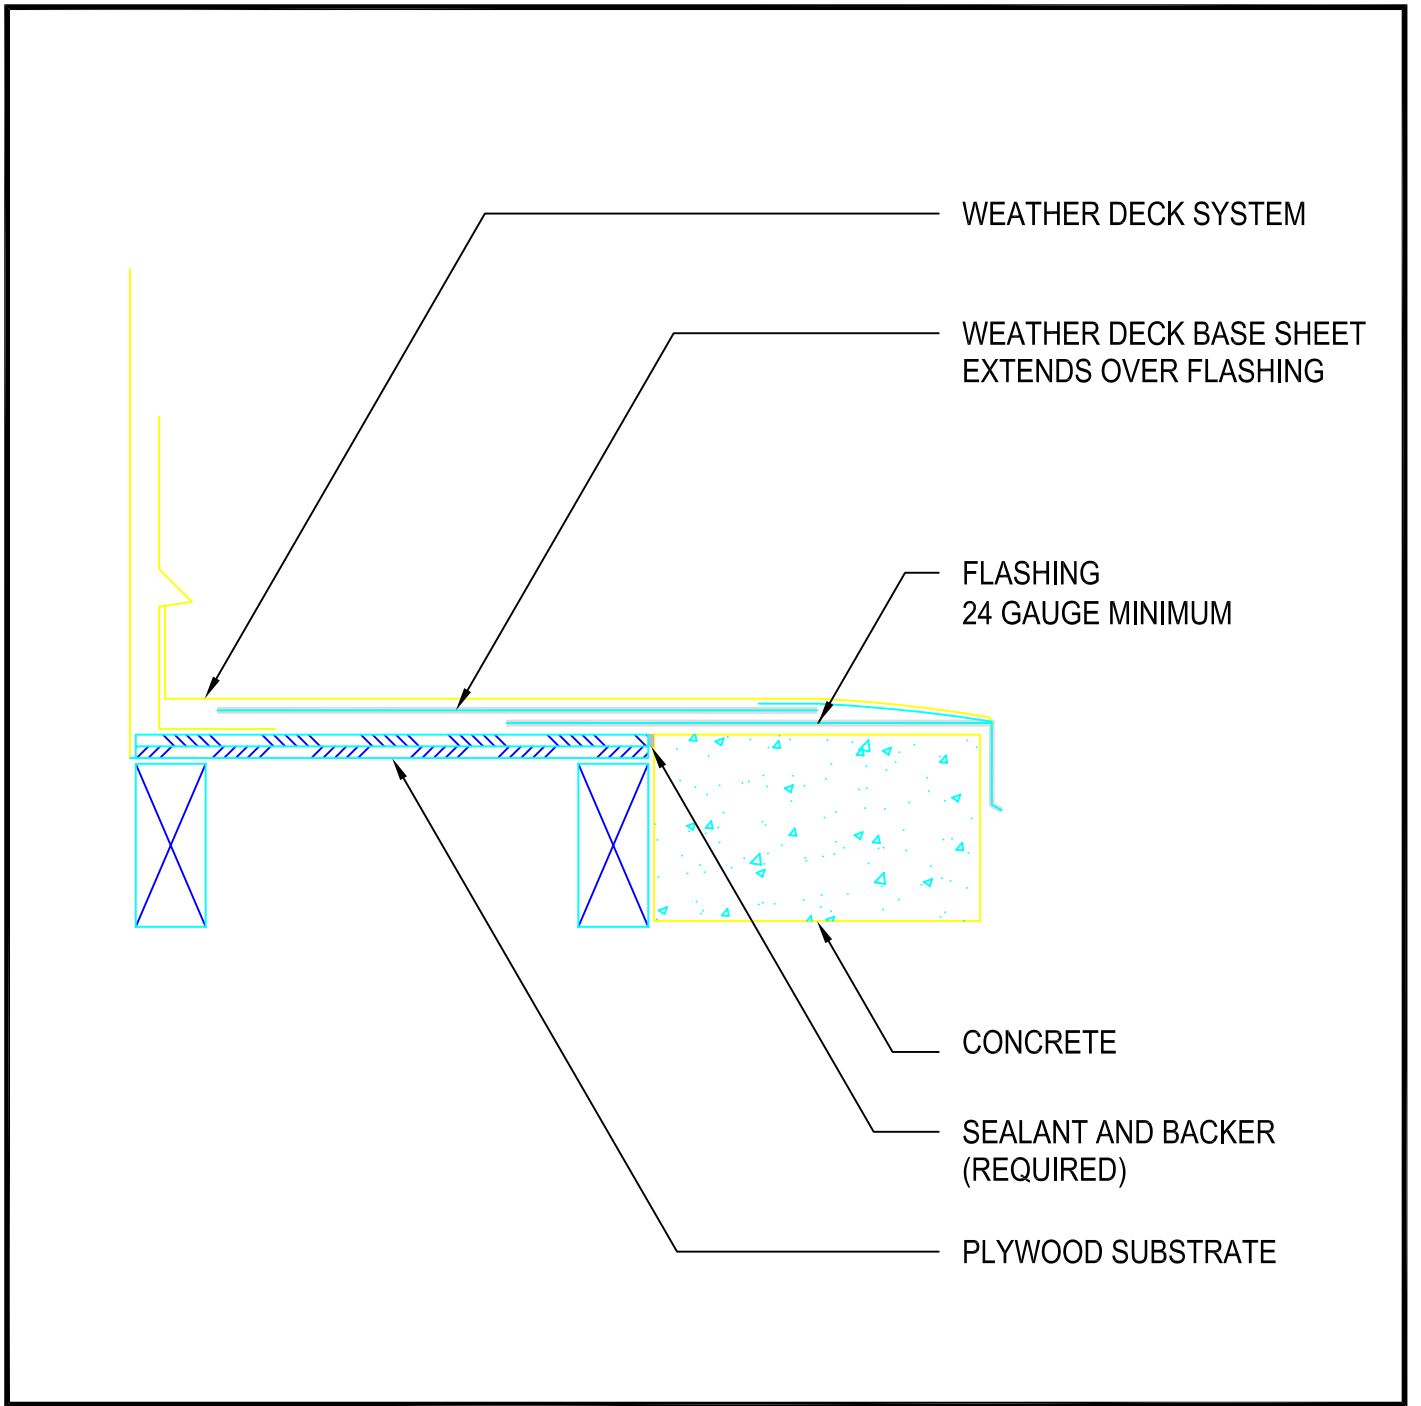 WEATHER DECK SYSTEM
WEATHER DECK BASE SHEET
EXTENDS OVER FLASHING
FLASHING
24 GAUGE MINIMUM
CONCRETE
SEALANT AND BACKER
(REQUIRED)
PLYWOOD SUBSTRATE